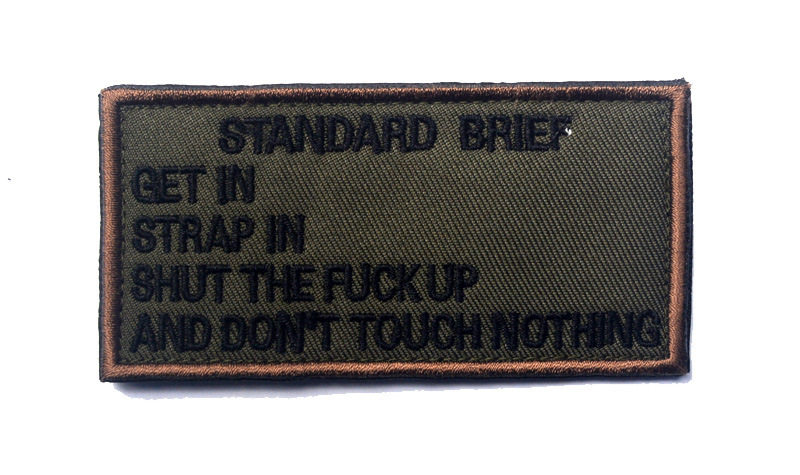 STANDARD BRIEF
GET IN
STRAP IN
SHUT THE FUCK UP
AND DON'T TOUCH NOTHING